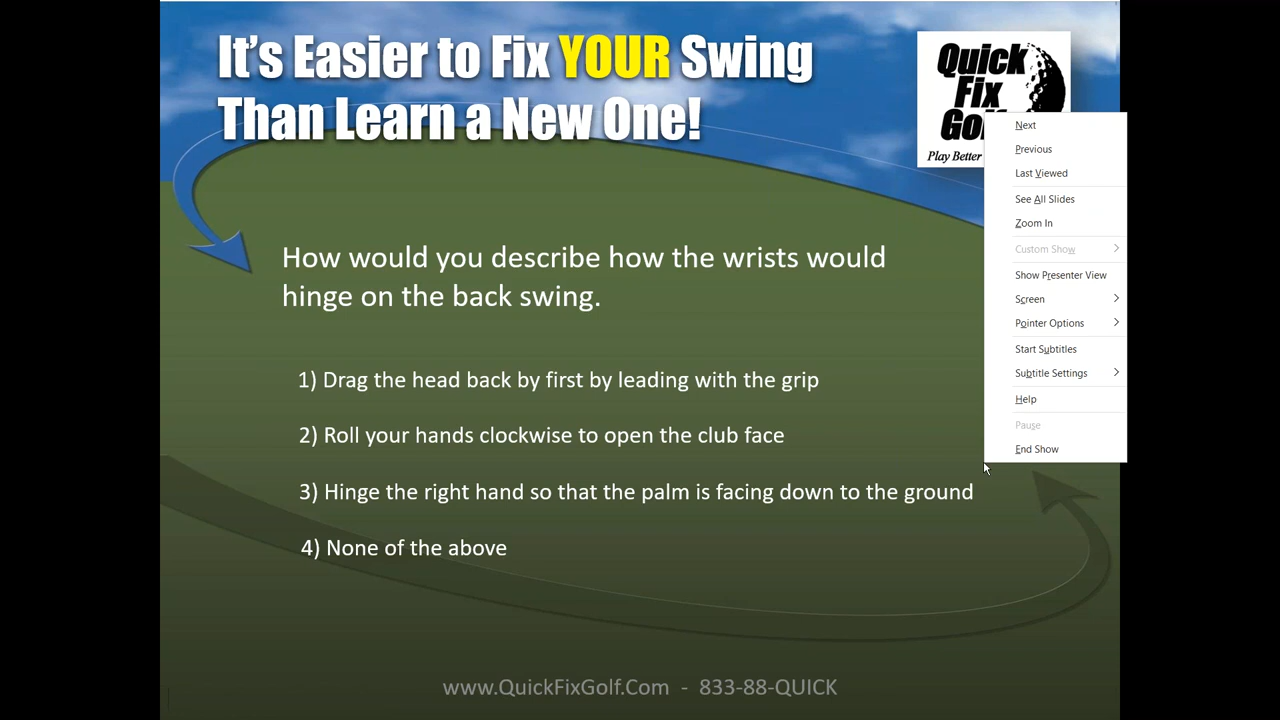 It's Easier to Fix YOUR Swing
Than Learn a New One!
Quick
Fix
Play Better
Next
Previous
Last Viewed
See All Slides
Zoom In
Custom Show
Show Presenter View
Screen
Pointer Options
Start Subtitles
Subtitle Settings
Help
Pause
End Show
How would you describe how the wrists would
hinge on the back swing.
1) Drag the head back by first by leading with the grip
2) Roll your hands clockwise to open the club face
3) Hinge the right hand so that the palm is facing down to the ground
4) None of the above
www.QuickFixGolf.Com - 833-88-QUICK